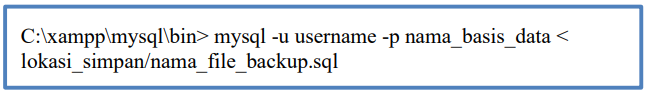 C:\xampp\mysql\bin> mysql -u username -p nama_basis_data <
lokasi_simpan/nama_file_backup.sql